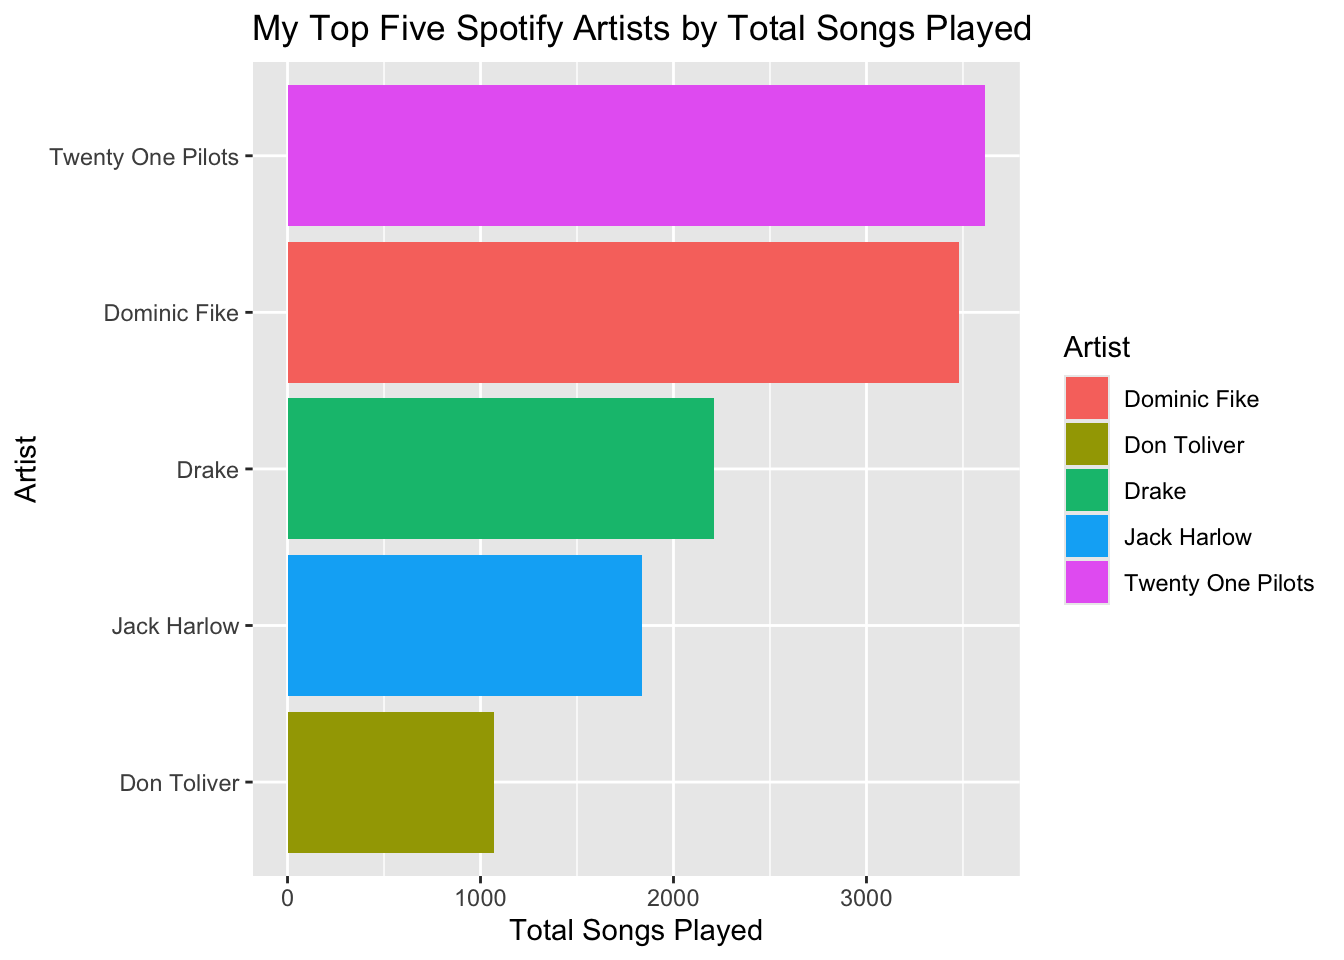 My Top Five Spotify Artists by Total Songs Played
Artist
Twenty One Pilots
Dominic Fike
Drake
Jack Harlow
Don Toliver
0 1000 2000 3000
Total Songs Played
Artist
Dominic Fike
Don Toliver
Drake
Jack Harlow
Twenty One Pilots